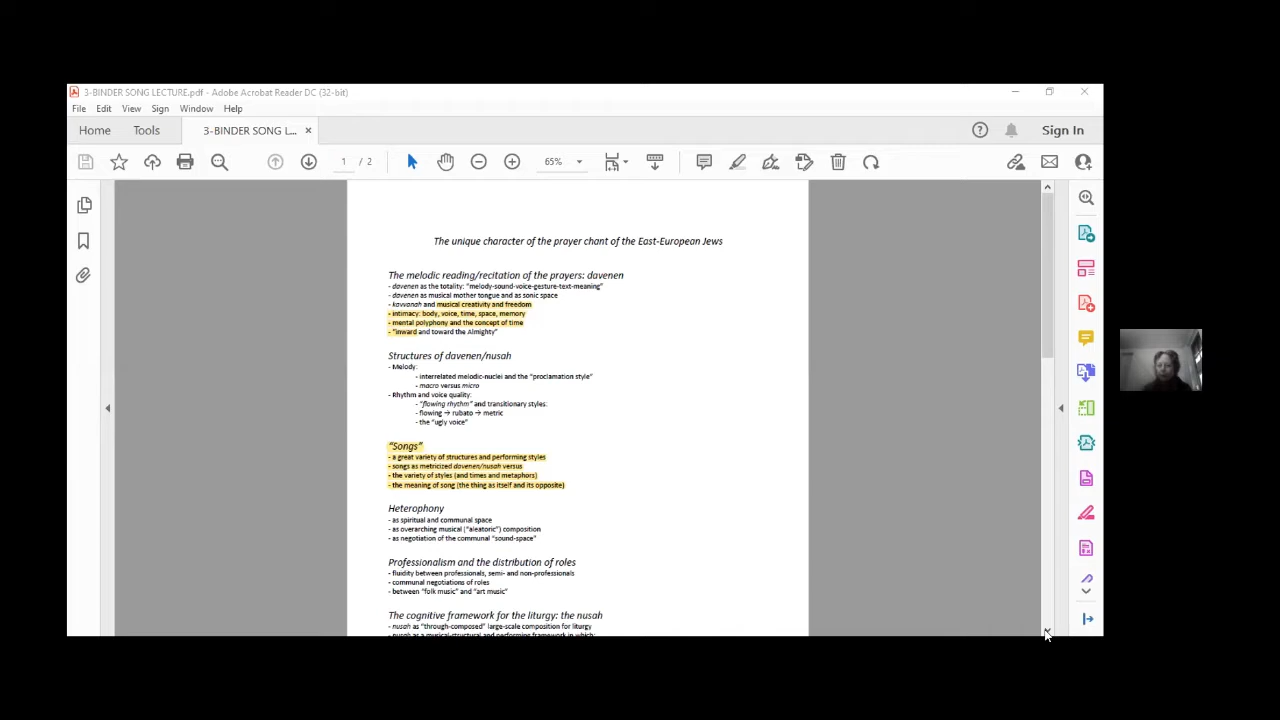 3-BINDER SONG LECTURE.pdf - Adobe Acrobat Reader DC (32-bit)
File Edit View Sign Window Help
Home Tools 3-BINDER SONG L... × Sign In
1 / 2 65%
The unique character of the prayer chant of the East-European Jews
The melodic reading/recitation of the prayers: davenen
- davenen as the totality: "melody-sound-voice-gesture-text-meaning"
- davenen as musical mother tongue and as sonic space
- kavvanah and musical creativity and freedom
- intimacy: body, voice, time, space, memory
- mental polyphony and the concept of time
- "inward and toward the Almighty"
Structures of davenen/nusah
- Melody:
- interrelated melodic-nuclei and the "proclamation style"
- macro versus micro
- Rhythm and voice quality:
- "flowing rhythm" and transitionary styles:
- flowing → rubato → metric
- the "ugly voice"
"Songs"
- a great variety of structures and performing styles
- songs as metricized davenen/nusah versus
- the variety of styles (and times and metaphors)
- the meaning of song (the thing as itself and its opposite)
Heterophony
- as spiritual and communal space
- as overarching musical ("aleatoric") composition
- as negotiation of the communal "sound-space"
Professionalism and the distribution of roles
- fluidity between professionals, semi- and non-professionals
- communal negotiations of roles
- between "folk music" and "art music"
The cognitive framework for the liturgy: the nusah
- nusah as "through-composed" large-scale composition for liturgy
- nusah as a musical-structural and performing framework in which: